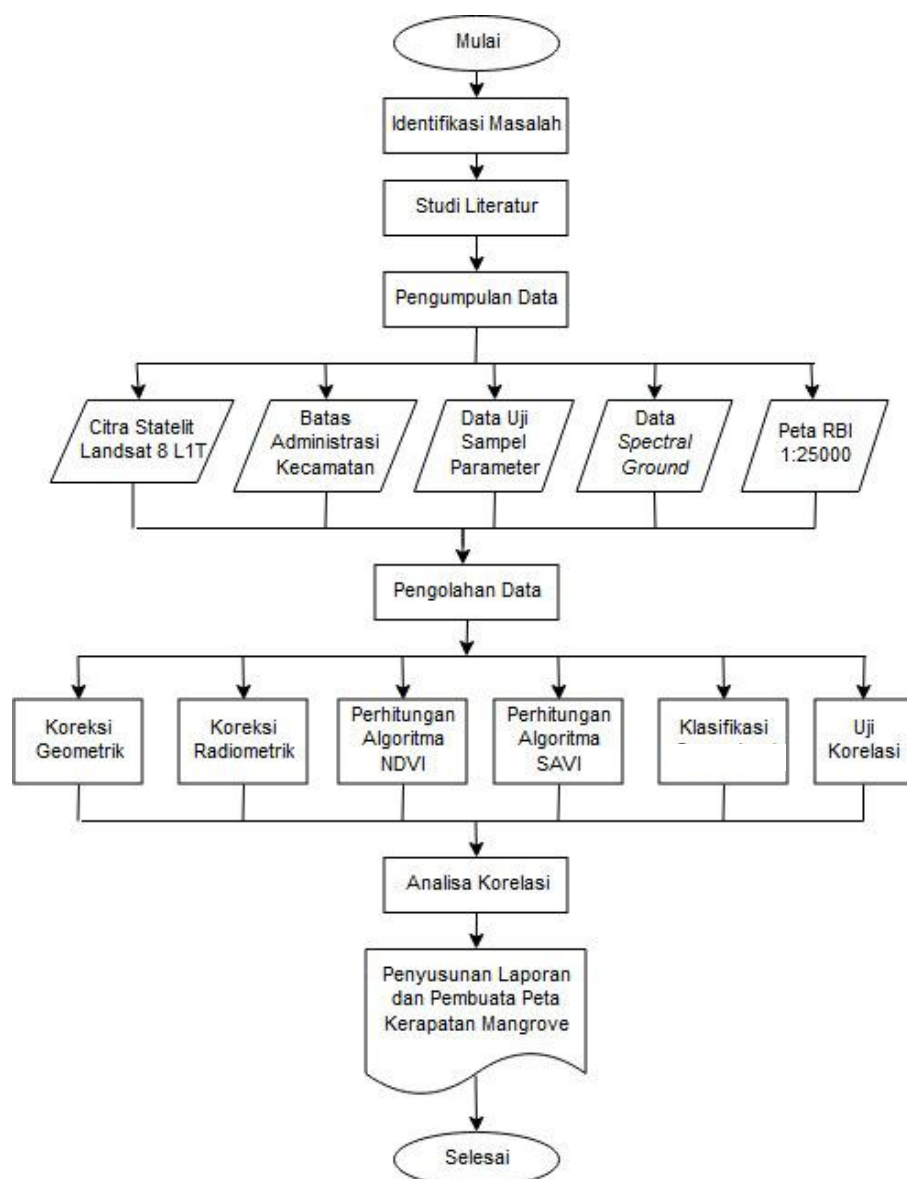 Mulai
Identifikasi Masalah
Studi Literatur
Pengumpulan Data
Citra Statelit
Landsat 8 L1T
Batas
Administrasi
Kecamatan
Data Uji
Sampel
Parameter
Data
Spectral
Ground
Peta RBI
1:25000
Pengolahan Data
Koreksi
Geometrik
Koreksi
Radiometrik
Perhitungan
Algoritma
NDVI
Perhitungan
Algoritma
SAVI
Klasifikasi
Uji
Korelasi
Analisa Korelasi
Penyusunan Laporan
dan Pembuata Peta
Kerapatan Mangrove
Selesai